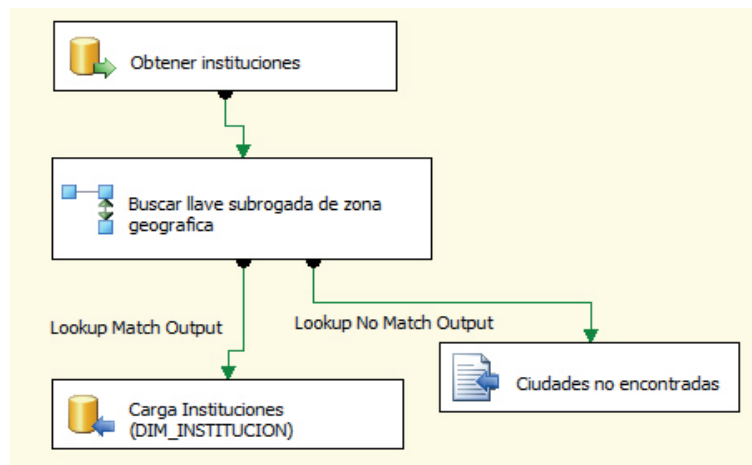 Obtener instituciones
Buscar llave subrogada de zona
geografica
Lookup Match Output
Lookup No Match Output
Ciudades no encontradas
Carga Instituciones
(DIM_INSTITUCION)